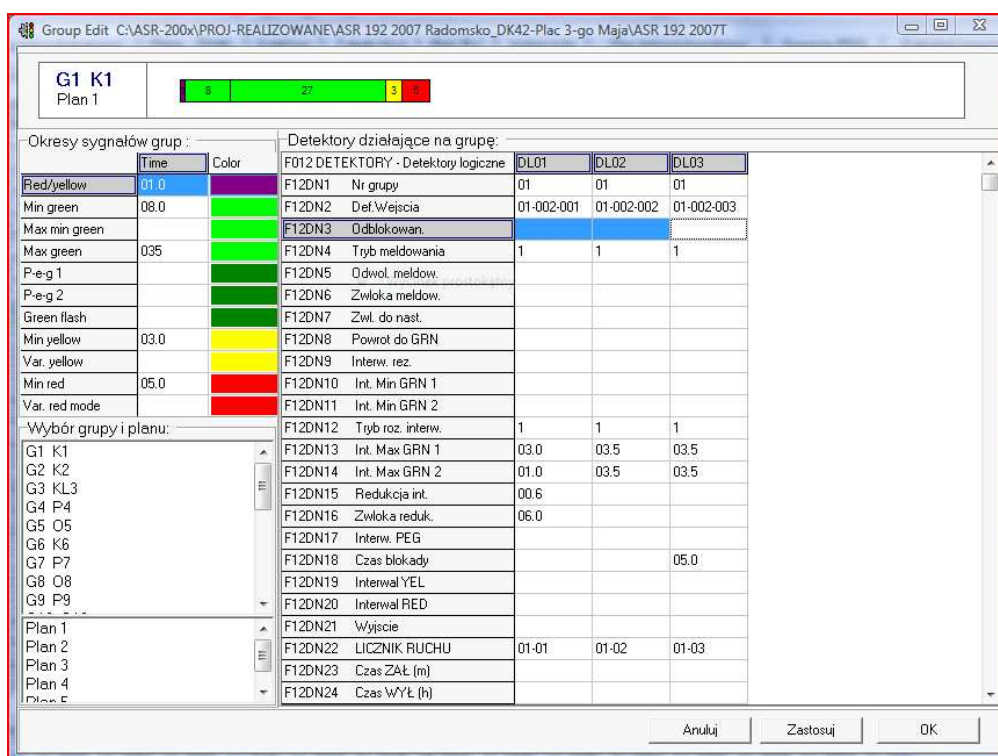 Group Edit C:\ASR-200x\PROJ-REALIZOWANE\ASR 192 2007 Radomsko_DK42-Plac 3-go Maja\ASR 192 2007T
G1 K1
Plan 1
8 27 3
Okresy sygnałów grup :
Time Color
Red/yellow 01.0
Min green 08.0
Max min green
Max green 035
P-e-g 1
P-e-g 2
Green flash
Min yellow 03.0
Var. yellow
Min red 05.0
Var. red mode
Wybór grupy i planu:
G1 K1
G2 K2
G3 KL3
G4 P4
G5 O5
G6 K6
G7 P7
G8 O8
G9 P9
Plan 1
Plan 2
Plan 3
Plan 4
Detektory działające na grupę:
F012 DETEKTORY - Detektory logiczne DL01 DL02 DL03
F12DN1 Nr grupy 01 01 01
F12DN2 Def.Wejscia 01-002-001 01-002-002 01-002-003
F12DN3 Odblokowan.
F12DN4 Tryb meldowania 1 1 1
F12DN5 Odwol. meldow.
F12DN6 Zwloka meldow.
F12DN7 Zwl. do nast.
F12DN8 Powrot do GRN
F12DN9 Interw. rez.
F12DN10 Int. Min GRN 1
F12DN11 Int. Min GRN 2
F12DN12 Tryb roz. interw. 1 1 1
F12DN13 Int. Max GRN 1 03.0 03.5 03.5
F12DN14 Int. Max GRN 2 01.0 03.5 03.5
F12DN15 Redukcja int. 00.6
F12DN16 Zwloka reduk. 06.0
F12DN17 Interw. PEG
F12DN18 Czas blokady 05.0
F12DN19 Interwal YEL
F12DN20 Interwal RED
F12DN21 Wyjscie
F12DN22 LICZNIK RUCHU 01-01 01-02 01-03
F12DN23 Czas ZAŁ (m)
F12DN24 Czas WYŁ (h)
Anuluj Zastosuj OK